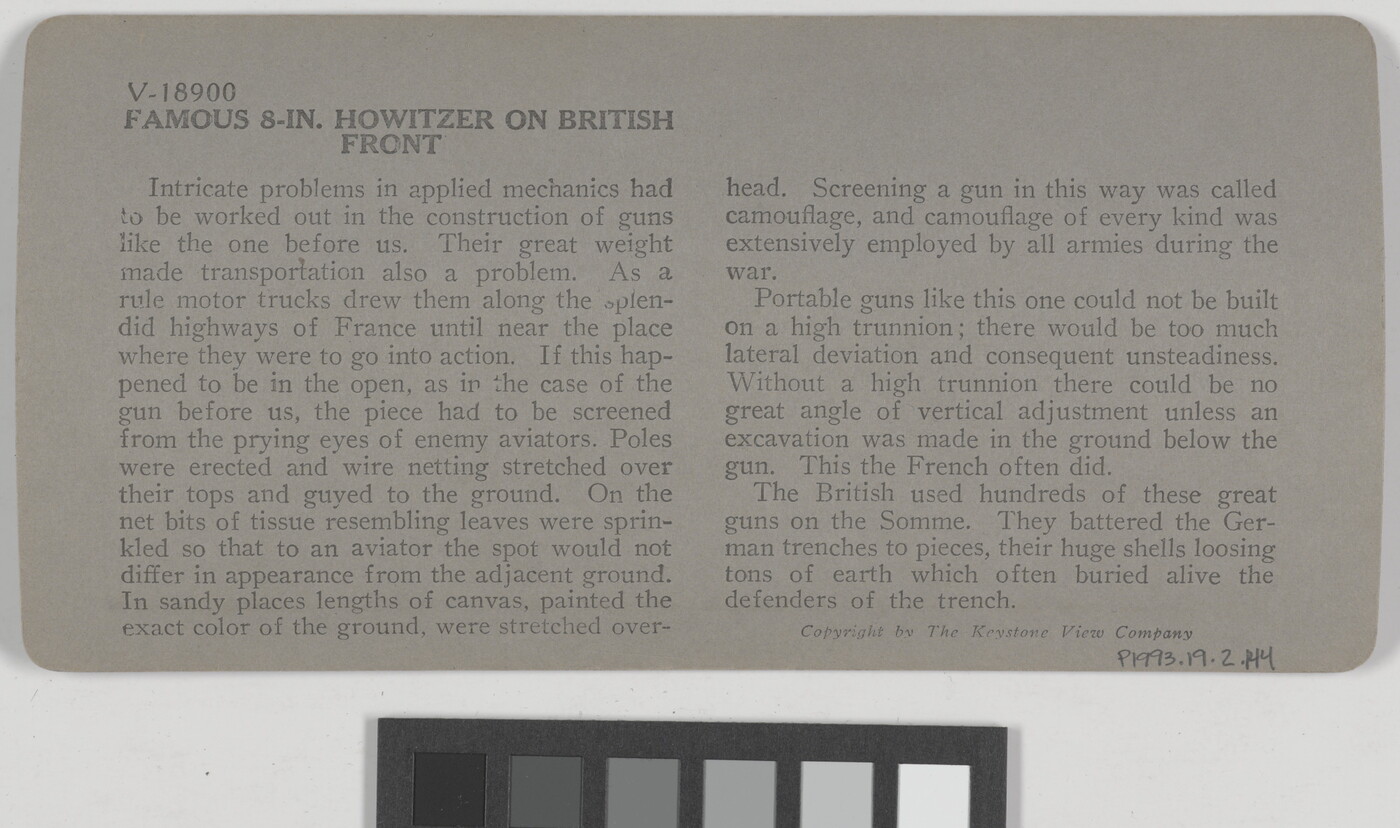 V-18900
FAMOUS 8-IN. HOWITZER ON BRITISH
FRONT
Intricate problems in applied mechanics had
to be worked out in the construction of guns
like the one before us. Their great weight
made transportation also a problem. As a
rule motor trucks drew them along the splen-
did highways of France until near the place
where they were to go into action. If this hap-
pened to be in the open, as in the case of the
gun before us, the piece had to be screened
from the prying eyes of enemy aviators. Poles
were erected and wire netting stretched over
their tops and guyed to the ground. On the
net bits of tissue resembling leaves were sprin-
kled so that to an aviator the spot would not
differ in appearance from the adjacent ground.
In sandy places lengths of canvas, painted the
exact color of the ground, were stretched over-
head. Screening a gun in this way was called
camouflage, and camouflage of every kind was
extensively employed by all armies during the
war.
Portable guns like this one could not be built
on a high trunnion; there would be too much
lateral deviation and consequent unsteadiness.
Without a high trunnion there could be no
great angle of vertical adjustment unless an
excavation was made in the ground below the
gun. This the French often did.
The British used hundreds of these great
guns on the Somme. They battered the Ger-
man trenches to pieces, their huge shells loosing
tons of earth which often buried alive the
defenders of the trench.
Copyright by The Keystone View Company
P1993.19.2.44